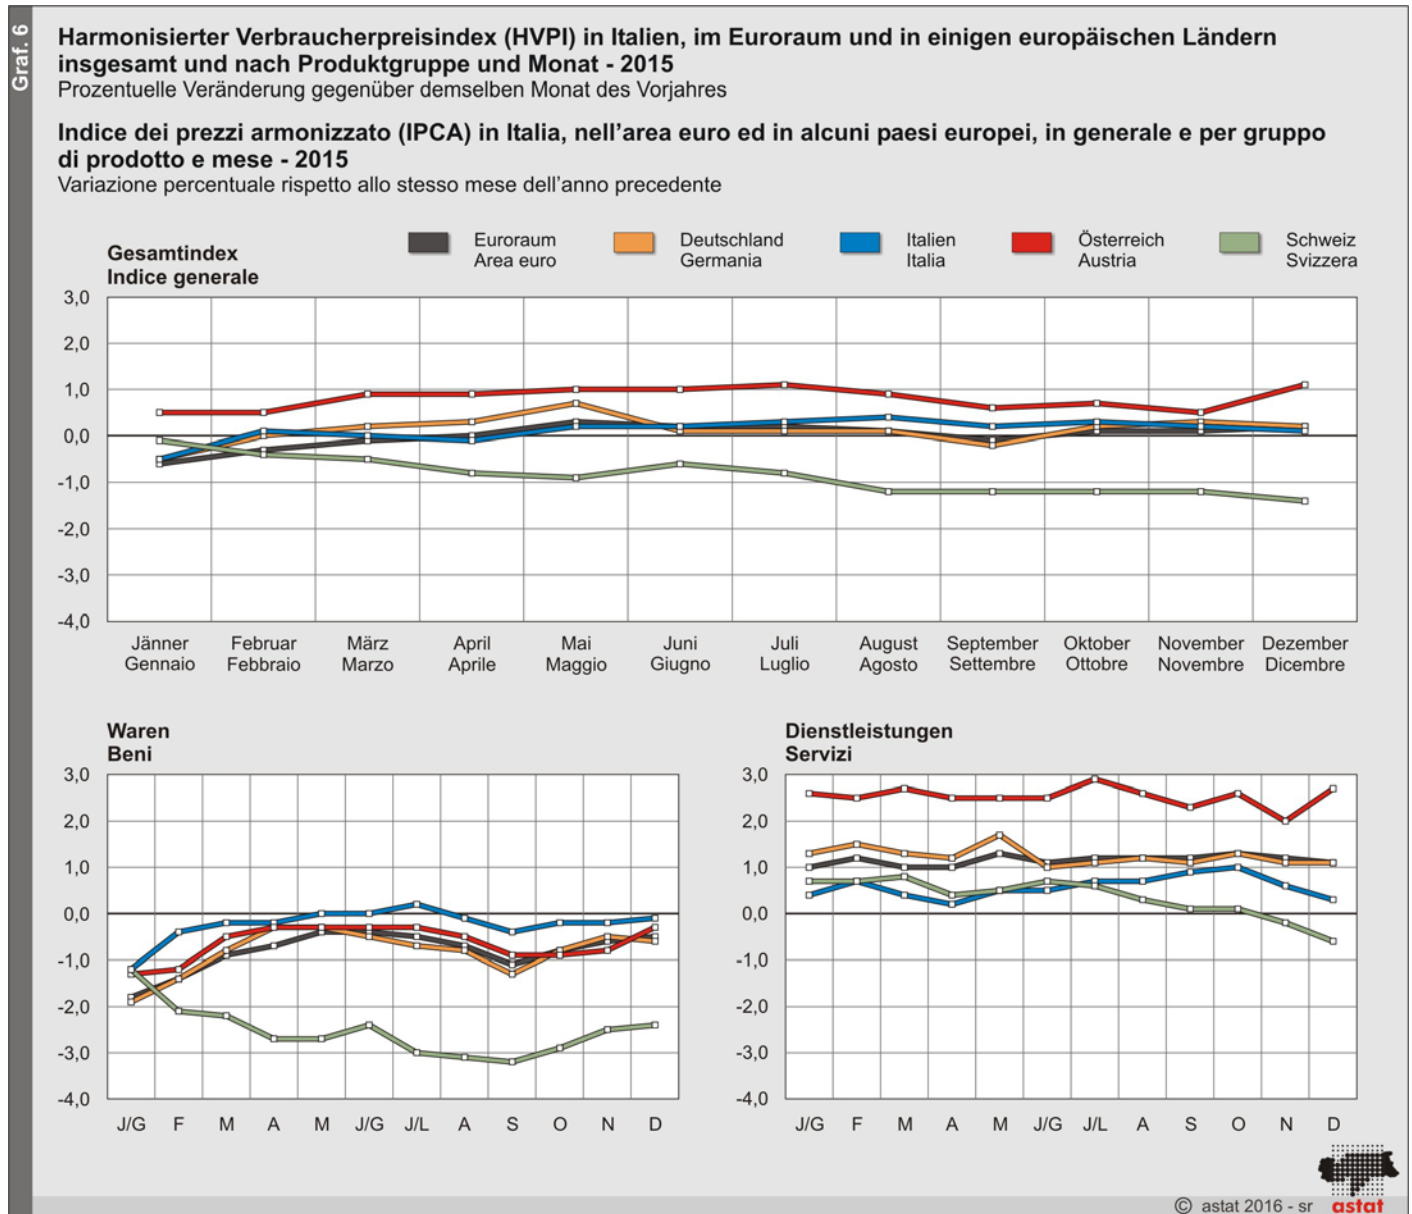 Graf. 6
Harmonisierter Verbraucherpreisindex (HVPI) in Italien, im Euroraum und in einigen europäischen Ländern
insgesamt und nach Produktgruppe und Monat - 2015
Prozentuelle Veränderung gegenüber demselben Monat des Vorjahres
Indice dei prezzi armonizzato (IPCA) in Italia, nell'area euro ed in alcuni paesi europei, in generale e per gruppo
di prodotto e mese - 2015
Variazione percentuale rispetto allo stesso mese dell'anno precedente
Gesamtindex
Indice generale
Euroraum
Area euro
Deutschland
Germania
Italien
Italia
Österreich
Austria
Schweiz
Svizzera
3,0
2,0
1,0
0,0
-1,0
-2,0
-3,0
-4,0
Jänner Februar März April Mai Juni Juli August September Oktober November Dezember
Gennaio Febbraio Marzo Aprile Maggio Giugno Luglio Agosto Settembre Ottobre Novembre Dicembre
Waren
Beni
3,0
2,0
1,0
0,0
-1,0
-2,0
-3,0
-4,0
J/G F M A M J/G J/L A S O N D
Dienstleistungen
Servizi
3,0
2,0
1,0
0,0
-1,0
-2,0
-3,0
-4,0
J/G F M A M J/G J/L A S O N D
© astat 2016 - sr
astat